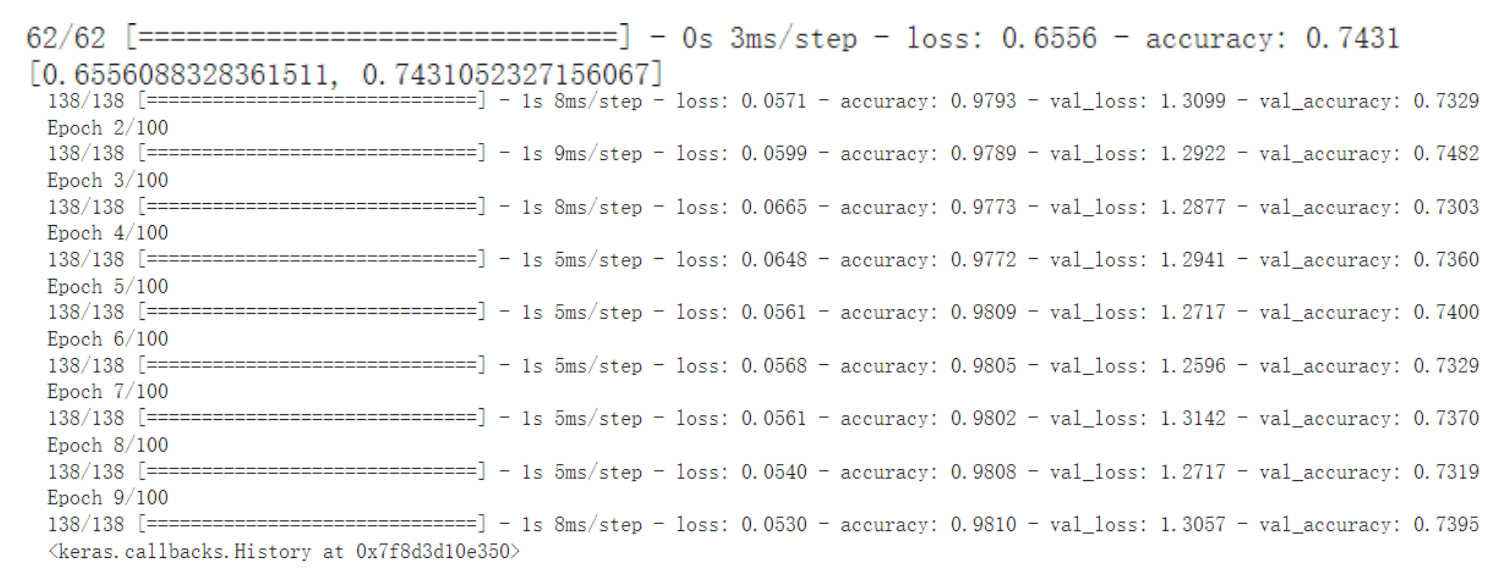 62/62 [==============================] - 0s 3ms/step - loss: 0.6556 - accuracy: 0.7431
[0.6556088328361511, 0.7431052327156067]
138/138 [==============================] - 1s 8ms/step - loss: 0.0571 - accuracy: 0.9793 - val_loss: 1.3099 - val_accuracy: 0.7329
Epoch 2/100
138/138 [==============================] - 1s 9ms/step - loss: 0.0599 - accuracy: 0.9789 - val_loss: 1.2922 - val_accuracy: 0.7482
Epoch 3/100
138/138 [==============================] - 1s 8ms/step - loss: 0.0665 - accuracy: 0.9773 - val_loss: 1.2877 - val_accuracy: 0.7303
Epoch 4/100
138/138 [==============================] - 1s 5ms/step - loss: 0.0648 - accuracy: 0.9772 - val_loss: 1.2941 - val_accuracy: 0.7360
Epoch 5/100
138/138 [==============================] - 1s 5ms/step - loss: 0.0561 - accuracy: 0.9809 - val_loss: 1.2717 - val_accuracy: 0.7400
Epoch 6/100
138/138 [==============================] - 1s 5ms/step - loss: 0.0568 - accuracy: 0.9805 - val_loss: 1.2596 - val_accuracy: 0.7329
Epoch 7/100
138/138 [==============================] - 1s 5ms/step - loss: 0.0561 - accuracy: 0.9802 - val_loss: 1.3142 - val_accuracy: 0.7370
Epoch 8/100
138/138 [==============================] - 1s 5ms/step - loss: 0.0540 - accuracy: 0.9808 - val_loss: 1.2717 - val_accuracy: 0.7319
Epoch 9/100
138/138 [==============================] - 1s 8ms/step - loss: 0.0530 - accuracy: 0.9810 - val_loss: 1.3057 - val_accuracy: 0.7395
<keras.callbacks.History at 0x7f8d3d10e350>